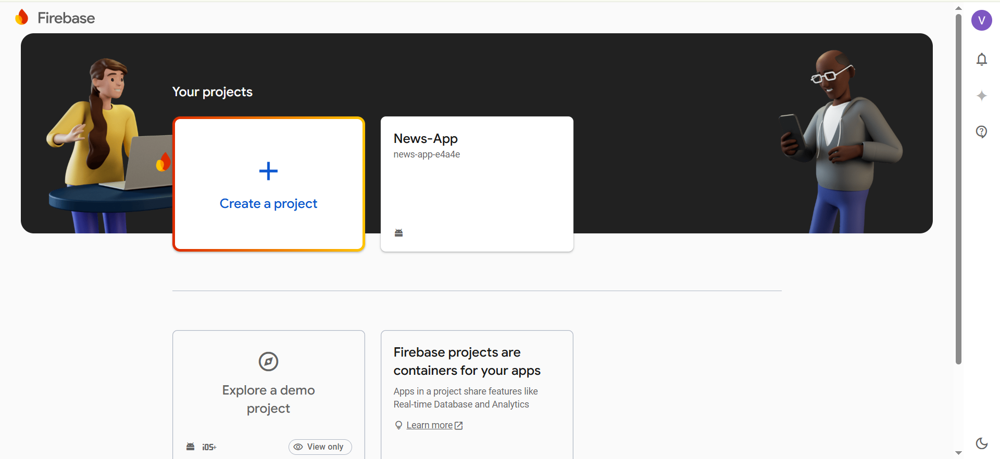 Firebase
V
Your projects
Create a project
News-App
news-app-e4a4e
Explore a demo
project
iOS+
View only
Firebase projects are
containers for your apps
Apps in a project share features like
Real-time Database and Analytics
Learn more